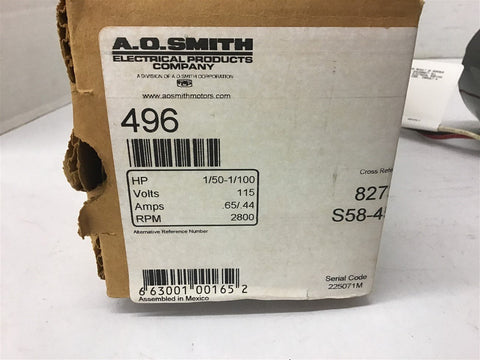 A.O.SMITH
ELECTRICAL PRODUCTS
COMPANY
A DIVISION OF A.O.SMITH CORPORATION
www.aosmithmotors.com
496
HP 1/50-1/100
Volts 115
Amps .65/.44
RPM 2800
Alternative Reference Number
Cross Refe
827
S58-4
6 63001 00165 2
Assembled in Mexico
Serial Code
225071M